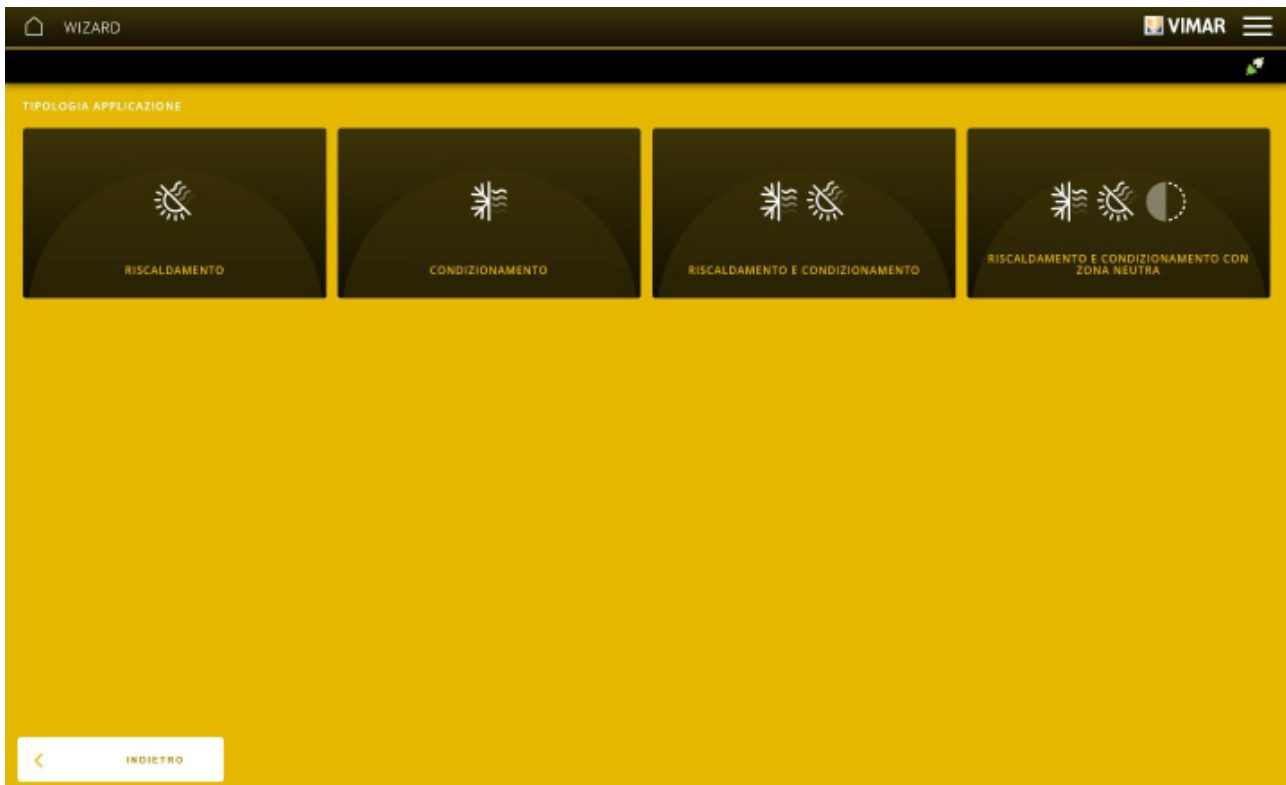 WIZARD
VIMAR
TIPOLOGIA APPLICAZIONE
RISCALDAMENTO
CONDIZIONAMENTO
RISCALDAMENTO E CONDIZIONAMENTO
RISCALDAMENTO E CONDIZIONAMENTO CON
ZONA NEUTRA
INDIETRO